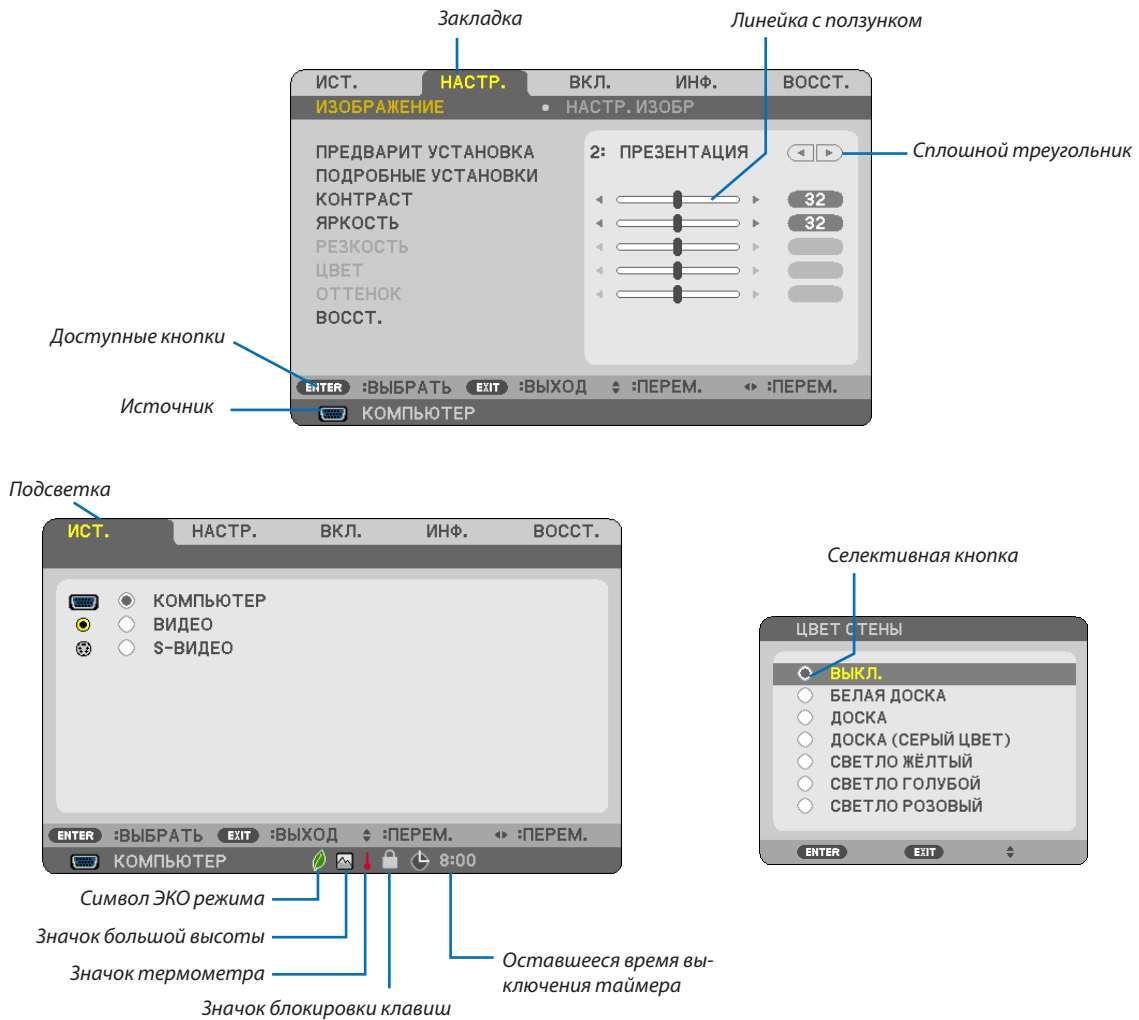 Закладка
Линейка с ползунком
ИСТ. НАСТР. ВКЛ. ИНФ. ВОССТ.
ИЗОБРАЖЕНИЕ • НАСТР. ИЗОБР
ПРЕДВАРИТ УСТАНОВКА 2: ПРЕЗЕНТАЦИЯ
Сплошной треугольник
ПОДРОБНЫЕ УСТАНОВКИ
КОНТРАСТ 32
ЯРКОСТЬ 32
РЕЗКОСТЬ
ЦВЕТ
ОТТЕНОК
ВОССТ.
Доступные кнопки
ENTER :ВЫБРАТЬ EXIT :ВЫХОД :ПЕРЕМ. :ПЕРЕМ.
Источник
КОМПЬЮТЕР
Подсветка
ИСТ. НАСТР. ВКЛ. ИНФ. ВОССТ.
КОМПЬЮТЕР
ВИДЕО
S-ВИДЕО
ENTER :ВЫБРАТЬ EXIT :ВЫХОД :ПЕРЕМ. :ПЕРЕМ.
КОМПЬЮТЕР 8:00
Символ ЭКО режима
Значок большой высоты
Значок термометра
Значок блокировки клавиш
Оставшееся время вы-
ключения таймера
Селективная кнопка
ЦВЕТ СТЕНЫ
ВЫКЛ.
БЕЛАЯ ДОСКА
ДОСКА
ДОСКА (СЕРЫЙ ЦВЕТ)
СВЕТЛО ЖЁЛТЫЙ
СВЕТЛО ГОЛУБОЙ
СВЕТЛО РОЗОВЫЙ
ENTER EXIT